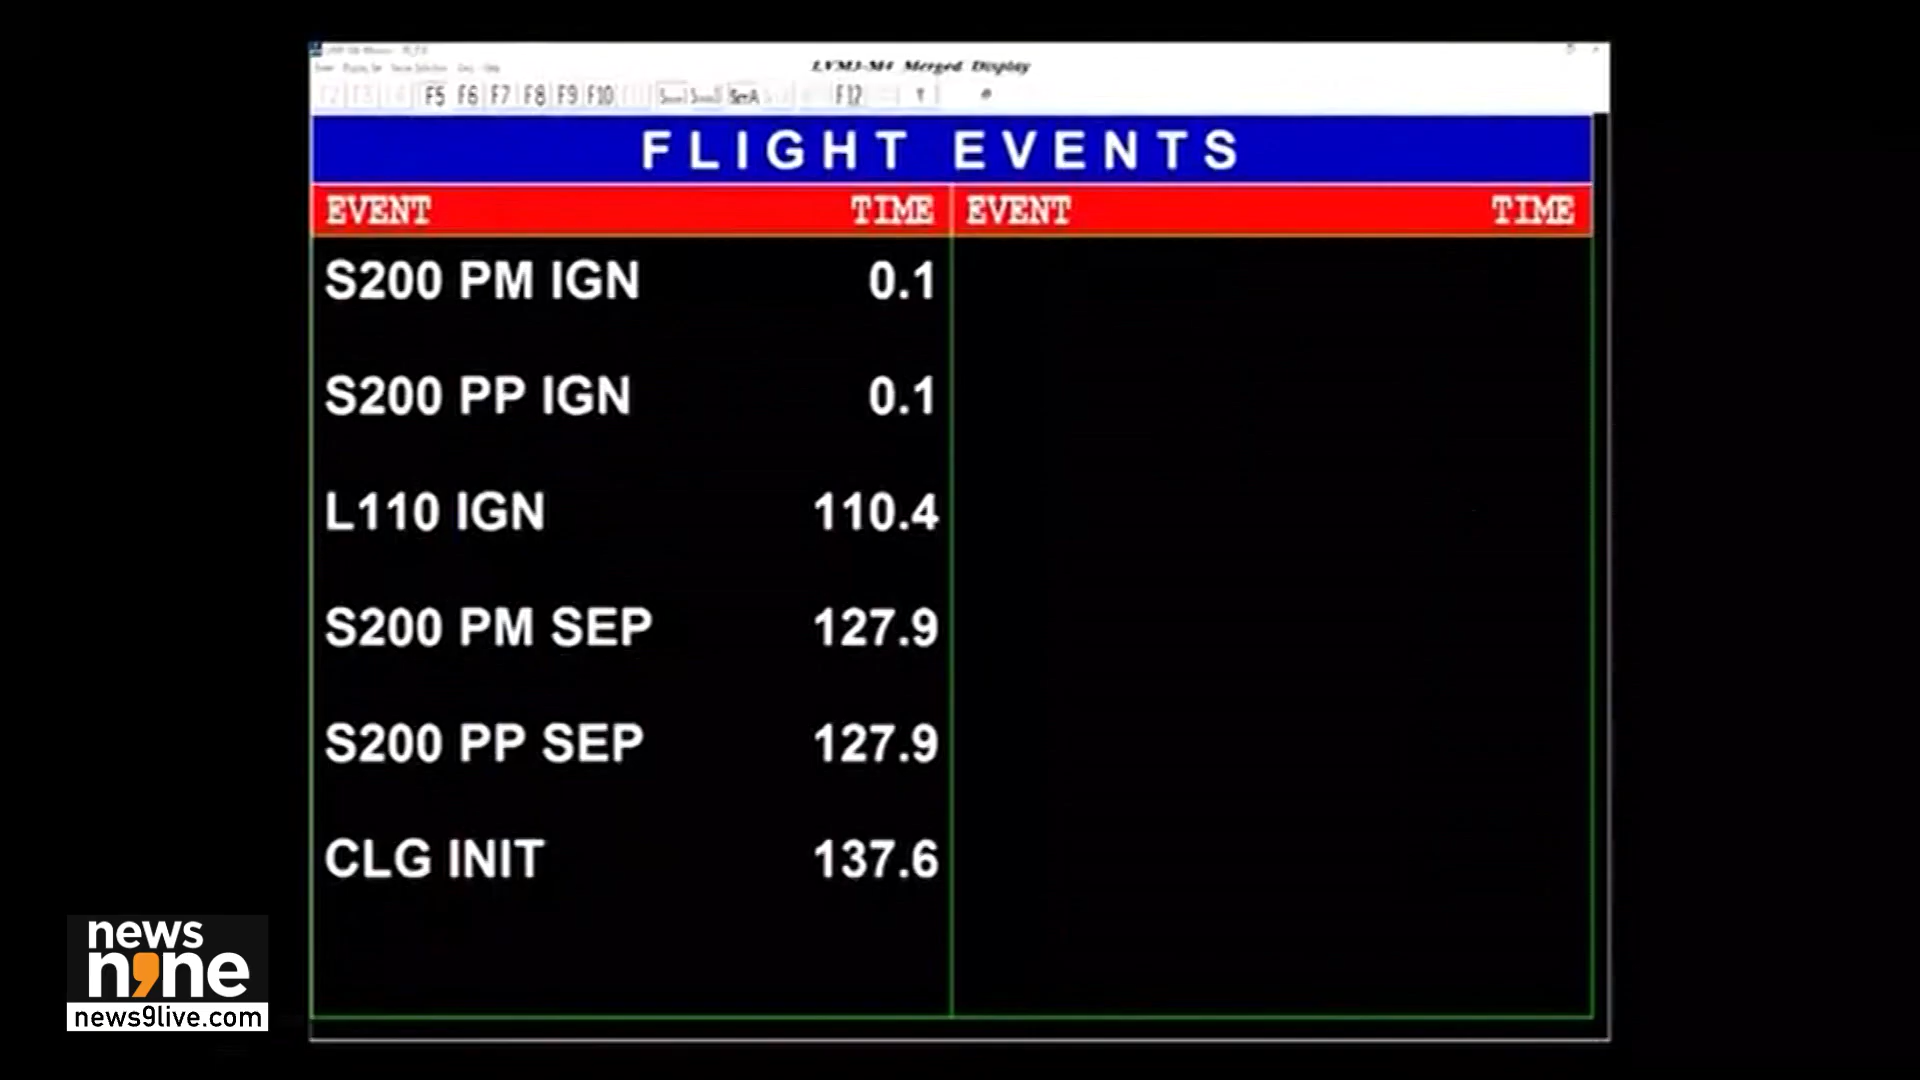 LVM3-M4 Merged Display
F5 F6 F7 F8 F9 F10 F12
FLIGHT EVENTS
EVENT TIME EVENT TIME
S200 PM IGN 0.1
S200 PP IGN 0.1
L110 IGN 110.4
S200 PM SEP 127.9
S200 PP SEP 127.9
CLG INIT 137.6
news
n9ne
news9live.com